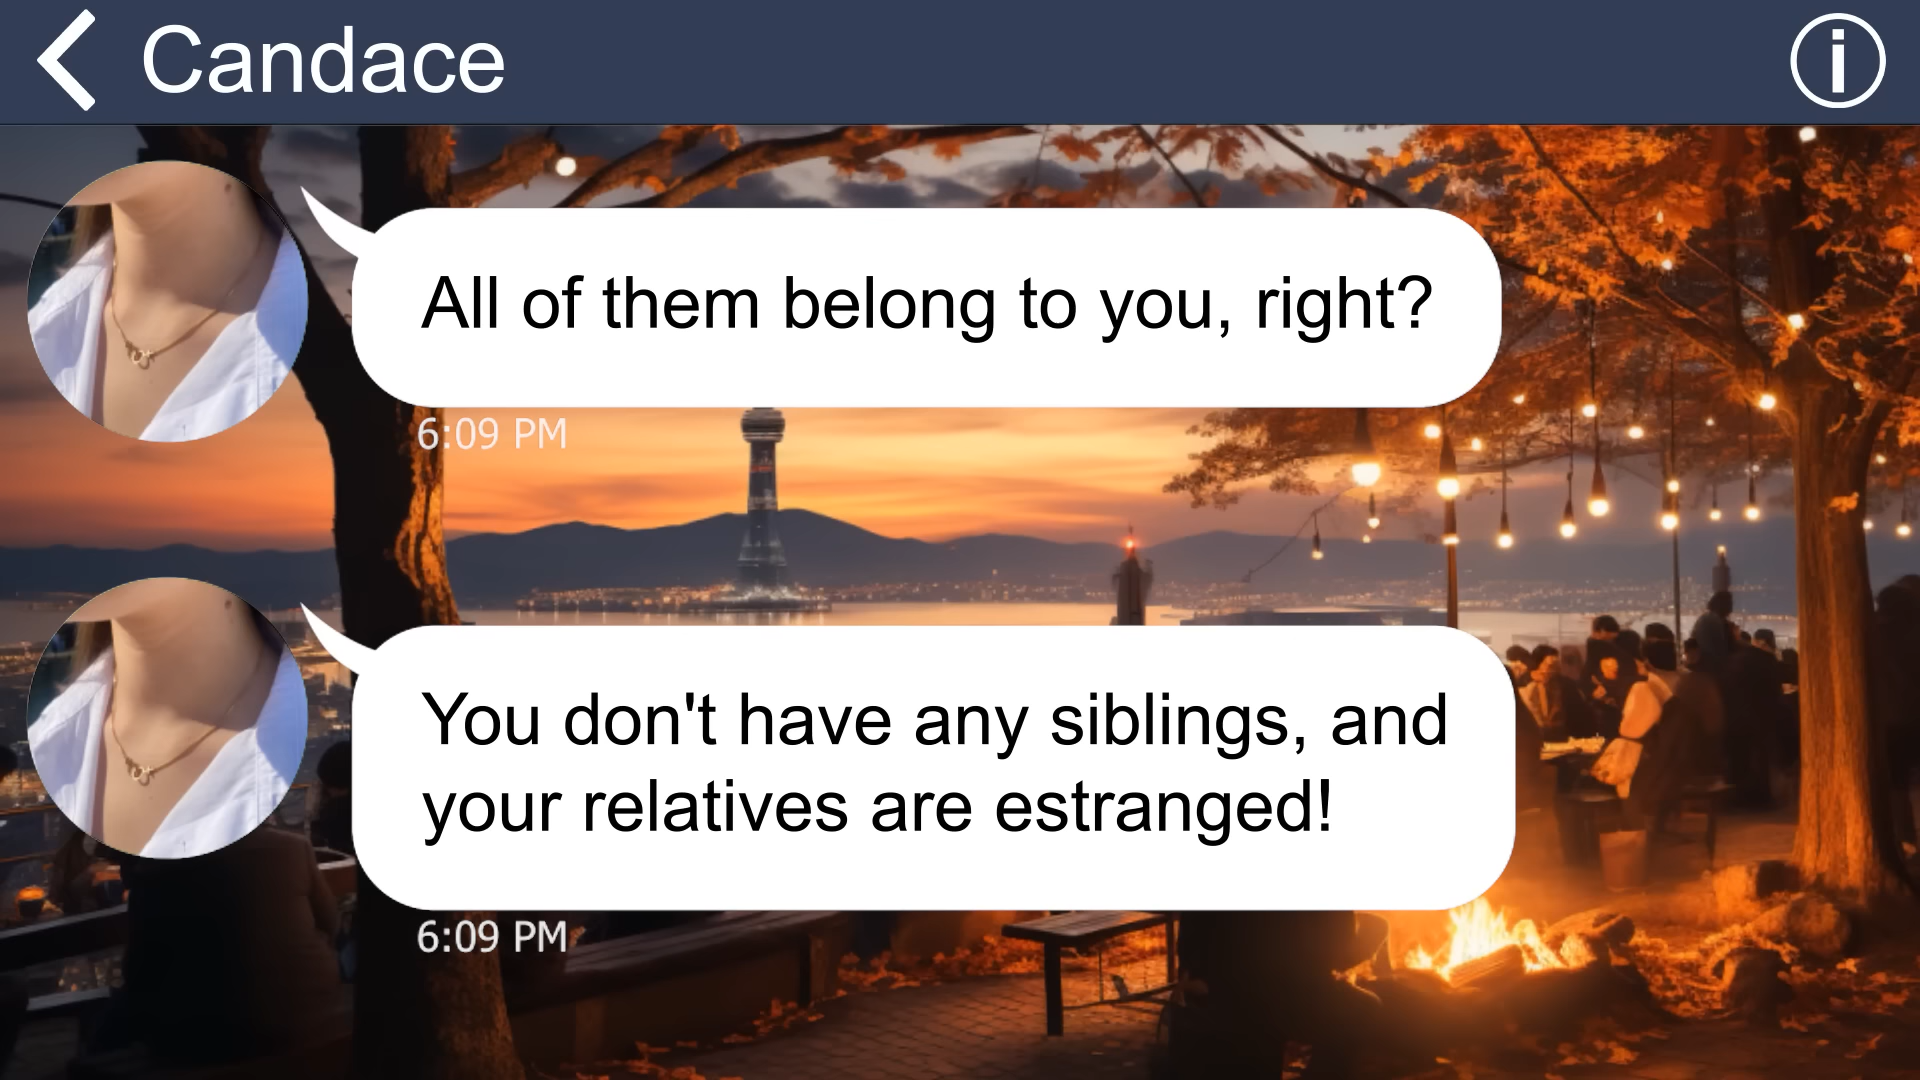 Candace
All of them belong to you, right?
6:09 PM
You don't have any siblings, and
your relatives are estranged!
6:09 PM